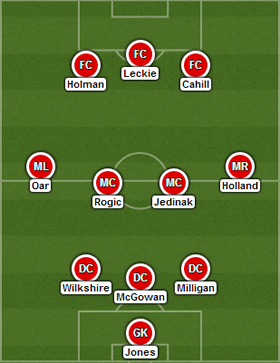 FC
FC
FC
Holman
Leckie
Cahill
ML
MR
Oar
MC
MC
Holland
Rogic
Jedinak
DC
DC
DC
Wilkshire
McGowan
Milligan
GK
Jones